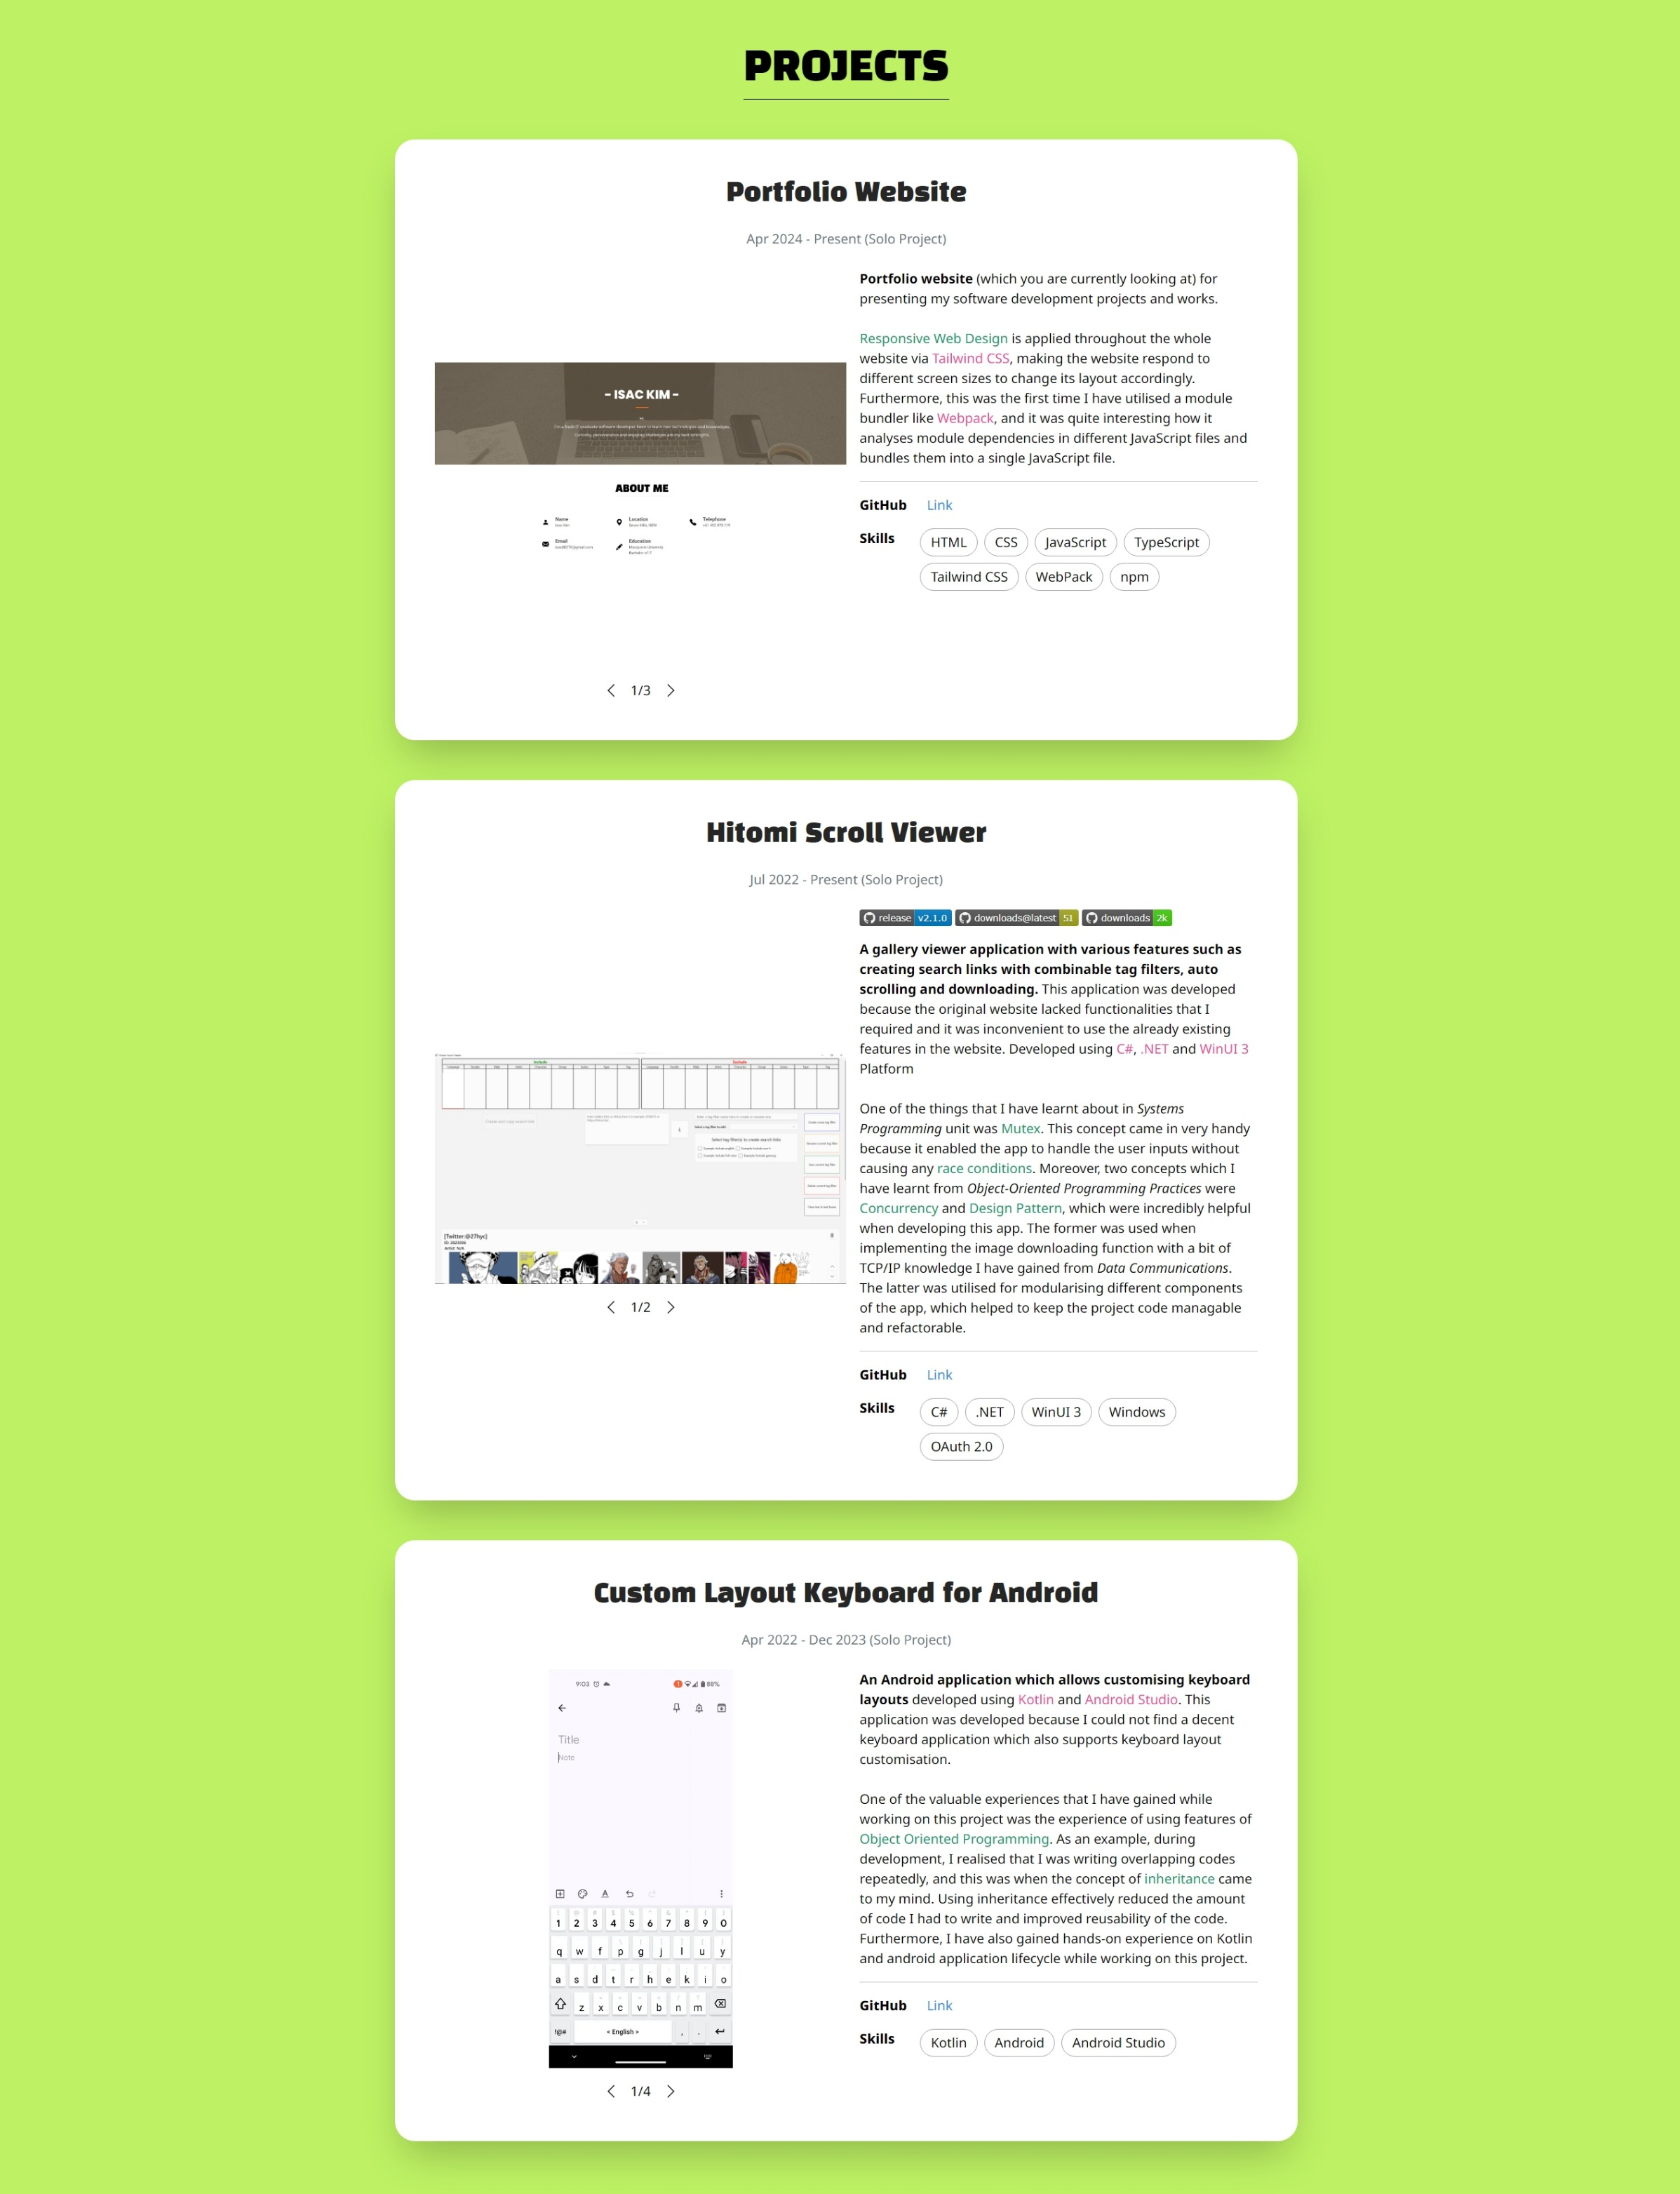 PROJECTS
Portfolio Website
Apr 2024 - Present (Solo Project)
- ISAC KIM -
Hi,
I'm a
ABOUT ME
Name
Isac Kim
Location
Telephone
Email
Education
Macquarie University
Bachelor of IT
1/3
Portfolio website (which you are currently looking at) for
presenting my software development projects and works.
Responsive Web Design is applied throughout the whole
website via Tailwind CSS, making the website respond to
different screen sizes to change its layout accordingly.
Furthermore, this was the first time I have utilised a module
bundler like Webpack, and it was quite interesting how it
analyses module dependencies in different JavaScript files and
bundles them into a single JavaScript file.
GitHub Link
Skills HTML CSS JavaScript TypeScript
Tailwind CSS WebPack npm
Hitomi Scroll Viewer
Jul 2022 - Present (Solo Project)
Include Exclude
[Twitter:@27hyc]
Artist: N/A
1/2
release v2.1.0 downloads@latest 51 downloads 2k
A gallery viewer application with various features such as
creating search links with combinable tag filters, auto
scrolling and downloading. This application was developed
because the original website lacked functionalities that I
required and it was inconvenient to use the already existing
features in the website. Developed using C#, .NET and WinUI 3
Platform
One of the things that I have learnt about in Systems
Programming unit was Mutex. This concept came in very handy
because it enabled the app to handle the user inputs without
causing any race conditions. Moreover, two concepts which I
have learnt from Object-Oriented Programming Practices were
Concurrency and Design Pattern, which were incredibly helpful
when developing this app. The former was used when
implementing the image downloading function with a bit of
TCP/IP knowledge I have gained from Data Communications.
The latter was utilised for modularising different components
of the app, which helped to keep the project code managable
and refactorable.
GitHub Link
Skills C# .NET WinUI 3 Windows
OAuth 2.0
Custom Layout Keyboard for Android
Apr 2022 - Dec 2023 (Solo Project)
9:03 88%
Title
Note
1 2 3 4 5 6 7 8 9 0
q w f p g j l u y
a s d t r h e k i o
z x c v b n m
!@# < English > , .
1/4
An Android application which allows customising keyboard
layouts developed using Kotlin and Android Studio. This
application was developed because I could not find a decent
keyboard application which also supports keyboard layout
customisation.
One of the valuable experiences that I have gained while
working on this project was the experience of using features of
Object Oriented Programming. As an example, during
development, I realised that I was writing overlapping codes
repeatedly, and this was when the concept of inheritance came
to my mind. Using inheritance effectively reduced the amount
of code I had to write and improved reusability of the code.
Furthermore, I have also gained hands-on experience on Kotlin
and android application lifecycle while working on this project.
GitHub Link
Skills Kotlin Android Android Studio